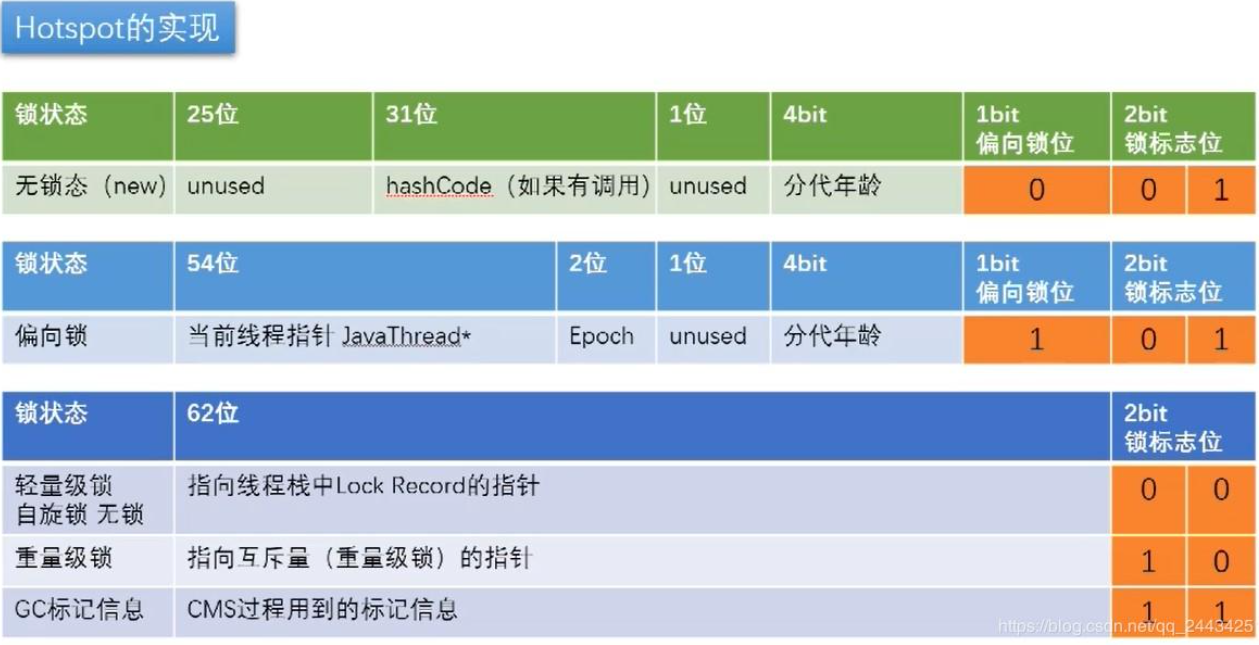 Hotspot的实现
锁状态 25位 31位 1位 4bit 1bit 偏向锁位 2bit 锁标志位
无锁态（new） unused hashCode（如果有调用） unused 分代年龄 0 0 1
锁状态 54位 2位 1位 4bit 1bit 偏向锁位 2bit 锁标志位
偏向锁 当前线程指针 JavaThread* Epoch unused 分代年龄 1 0 1
锁状态 62位 2bit 锁标志位
轻量级锁 自旋锁 无锁 指向线程栈中Lock Record的指针 0 0
重量级锁 指向互斥量（重量级锁）的指针 1 0
GC标记信息 CMS过程用到的标记信息 1 1
https://blog.csdn.net/qq_2443425